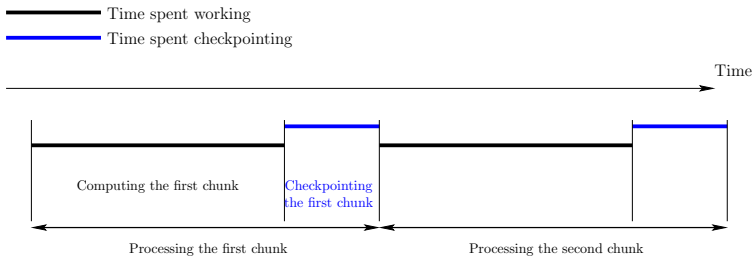 Time spent working
Time spent checkpointing
Time
Computing the first chunk
Checkpointing
the first chunk
Processing the first chunk
Processing the second chunk